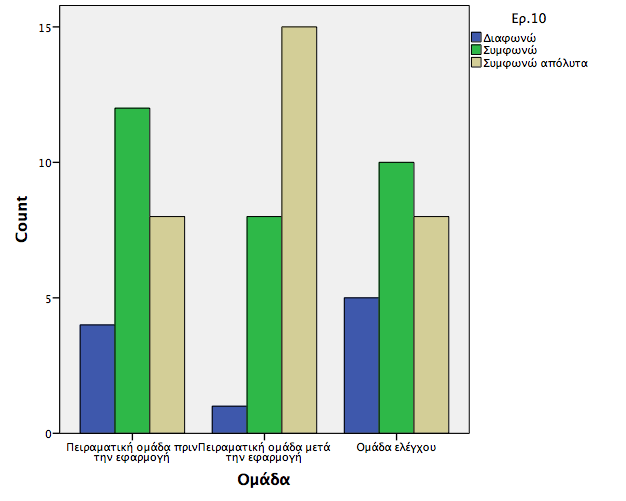 Ερ.10
Διαφωνώ
Συμφωνώ
Συμφωνώ απόλυτα
15
10
5
0
Count
Πειραματική ομάδα πριν
την εφαρμογή
Πειραματική ομάδα μετά
την εφαρμογή
Ομάδα ελέγχου
Ομάδα